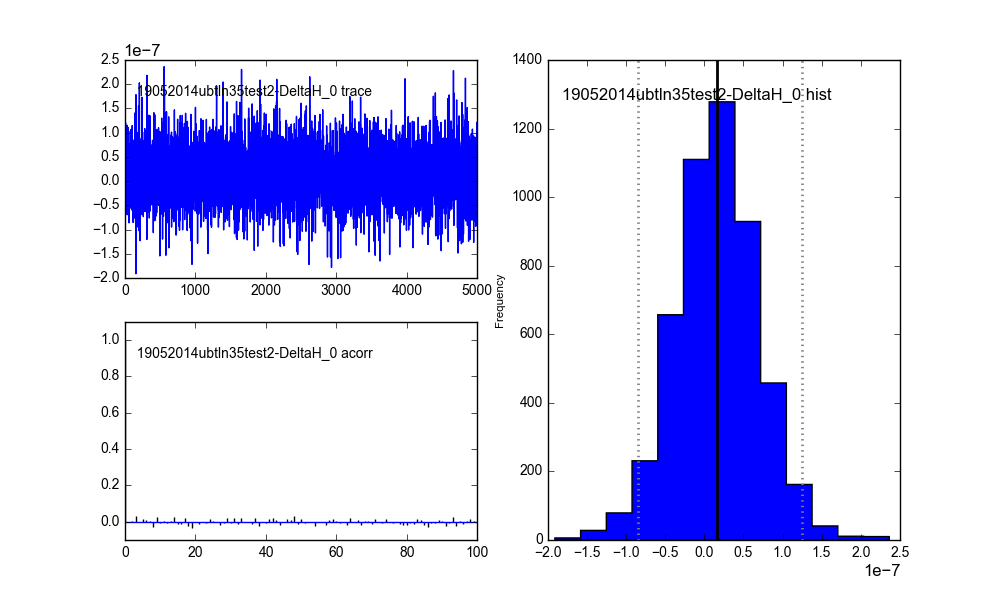 1e−7
2.5
2.0
1.5
1.0
0.5
0.0
−0.5
−1.0
−1.5
−2.0
19052014ubtln35test2-DeltaH_0 trace
0 1000 2000 3000 4000 5000
1.0
0.8
0.6
0.4
0.2
0.0
19052014ubtln35test2-DeltaH_0 acorr
0 20 40 60 80 100
Frequency
1400
1200
1000
800
600
400
200
0
19052014ubtln35test2-DeltaH_0 hist
−2.0 −1.5 −1.0 −0.5 0.0 0.5 1.0 1.5 2.0 2.5
1e−7